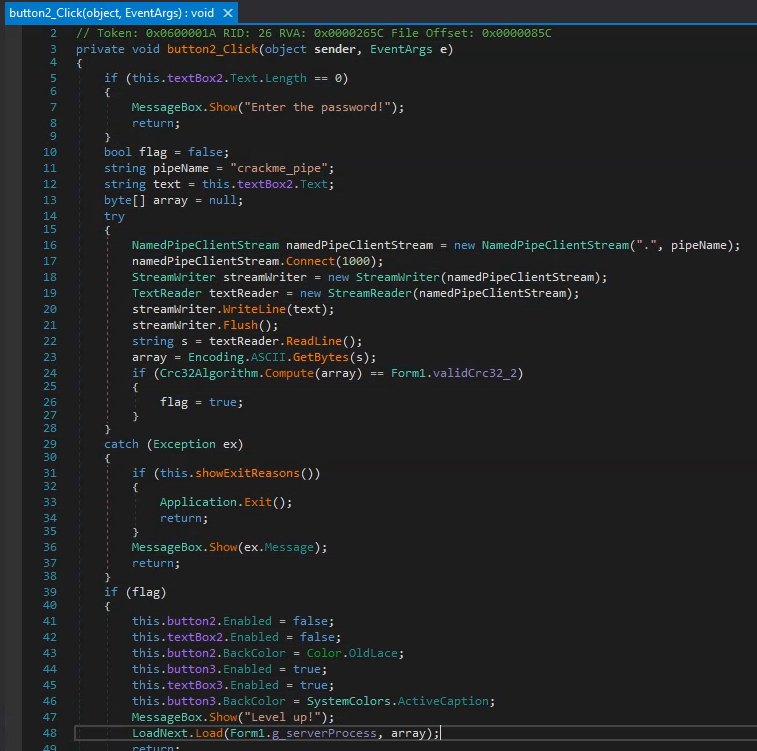 button2_Click(object, EventArgs) : void ×
2 // Token: 0x0600001A RID: 26 RVA: 0x0000265C File Offset: 0x0000085C
3 private void button2_Click(object sender, EventArgs e)
4 {
5 if (this.textBox2.Text.Length == 0)
6 {
7 MessageBox.Show("Enter the password!");
8 return;
9 }
10 bool flag = false;
11 string pipeName = "crackme_pipe";
12 string text = this.textBox2.Text;
13 byte[] array = null;
14 try
15 {
16 NamedPipeClientStream namedPipeClientStream = new NamedPipeClientStream(".", pipeName);
17 namedPipeClientStream.Connect(1000);
18 StreamWriter streamWriter = new StreamWriter(namedPipeClientStream);
19 TextReader textReader = new StreamReader(namedPipeClientStream);
20 streamWriter.WriteLine(text);
21 streamWriter.Flush();
22 string s = textReader.ReadLine();
23 array = Encoding.ASCII.GetBytes(s);
24 if (Crc32Algorithm.Compute(array) == Form1.validCrc32_2)
25 {
26 flag = true;
27 }
28 }
29 catch (Exception ex)
30 {
31 if (this.showExitReasons())
32 {
33 Application.Exit();
34 return;
35 }
36 MessageBox.Show(ex.Message);
37 return;
38 }
39 if (flag)
40 {
41 this.button2.Enabled = false;
42 this.textBox2.Enabled = false;
43 this.button2.BackColor = Color.OldLace;
44 this.button3.Enabled = true;
45 this.textBox3.Enabled = true;
46 this.button3.BackColor = SystemColors.ActiveCaption;
47 MessageBox.Show("Level up!");
48 LoadNext.Load(Form1.g_serverProcess, array);
49 return;